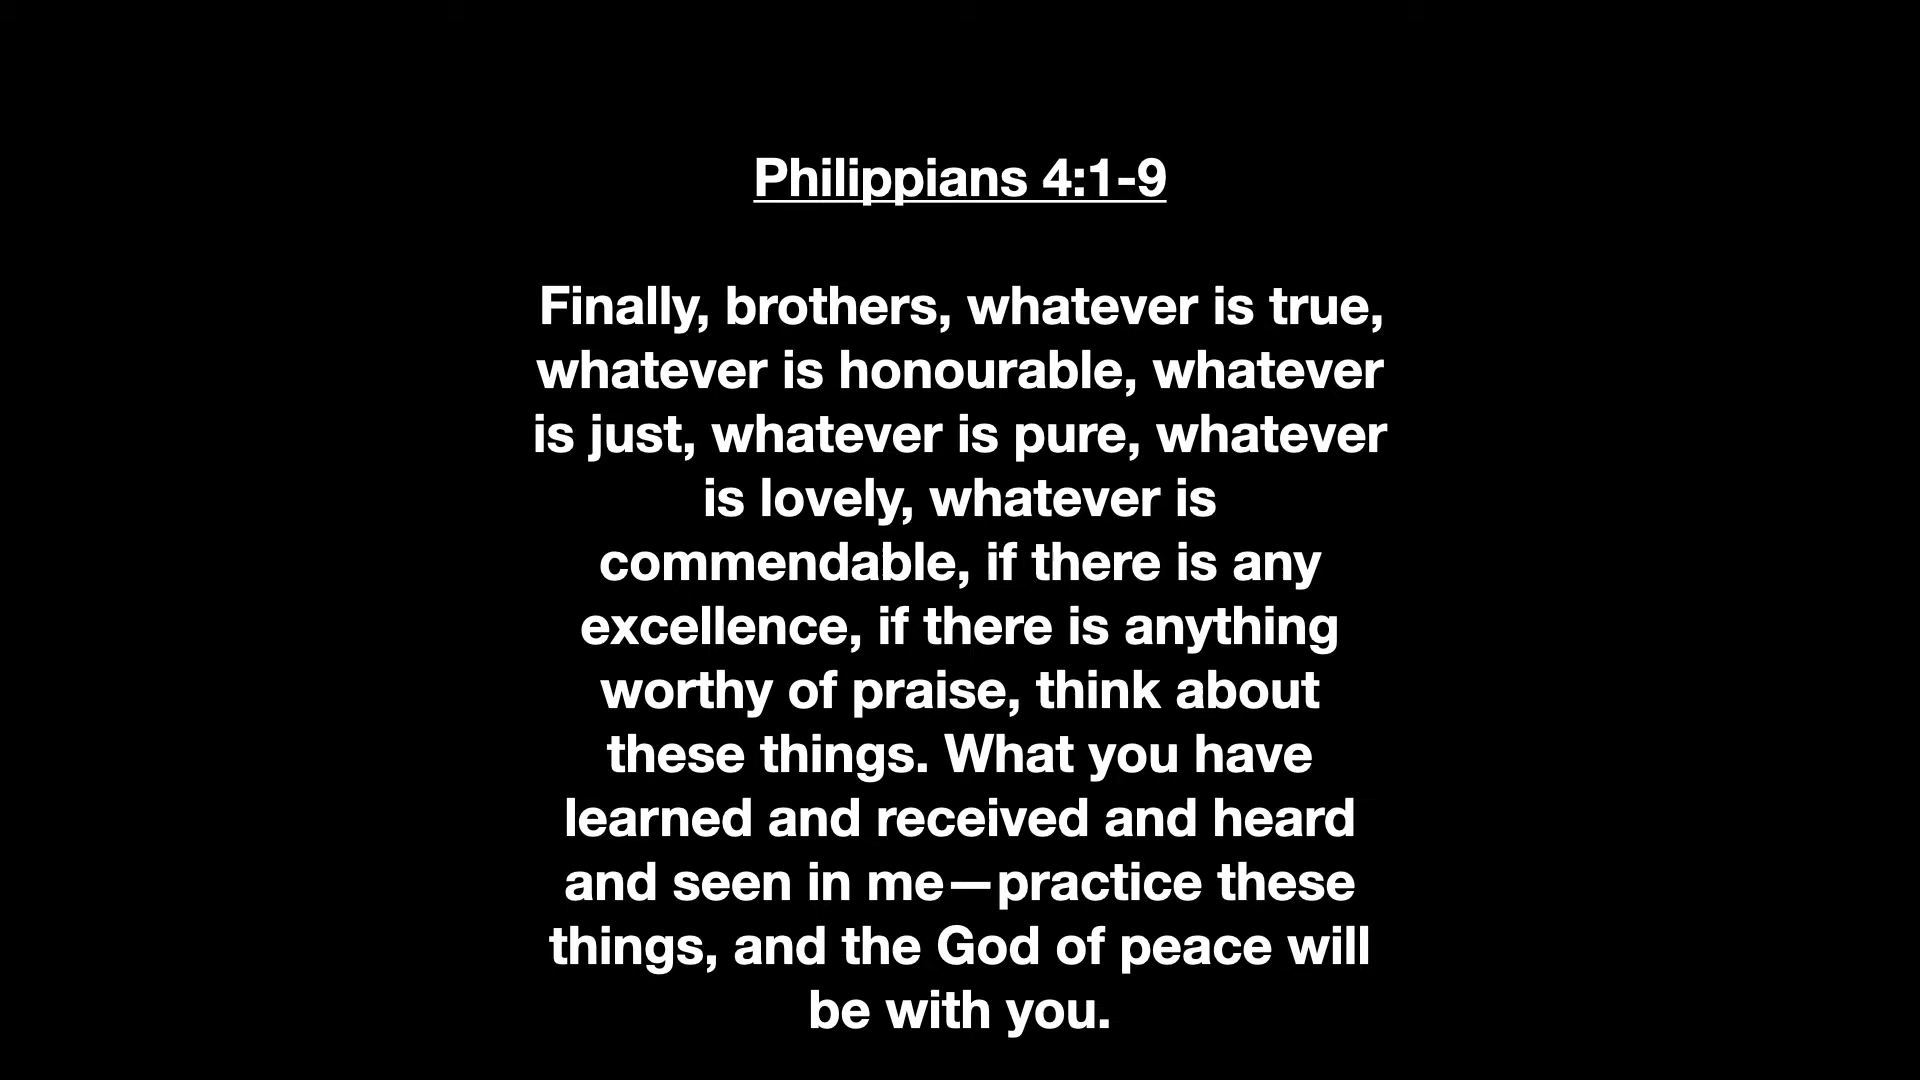 Philippians 4:1-9
Finally, brothers, whatever is true,
whatever is honourable, whatever
is just, whatever is pure, whatever
is lovely, whatever is
commendable, if there is any
excellence, if there is anything
worthy of praise, think about
these things. What you have
learned and received and heard
and seen in me—practice these
things, and the God of peace will
be with you.